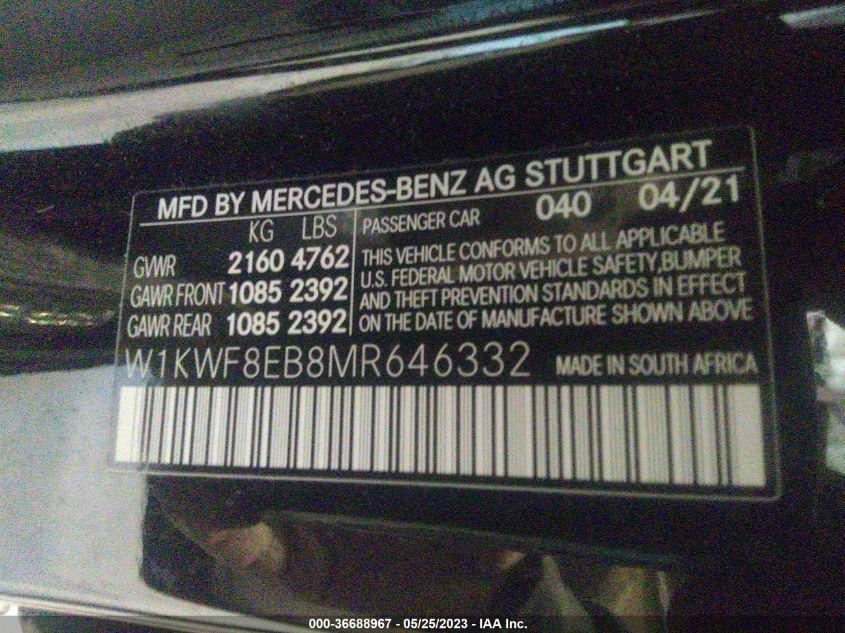 MFD BY MERCEDES-BENZ AG STUTTGART
KG LBS
GVWR 2160 4762
GAWR FRONT 1085 2392
GAWR REAR 1085 2392
PASSENGER CAR 040 04/21
THIS VEHICLE CONFORMS TO ALL APPLICABLE
U.S. FEDERAL MOTOR VEHICLE SAFETY,BUMPER
AND THEFT PREVENTION STANDARDS IN EFFECT
ON THE DATE OF MANUFACTURE SHOWN ABOVE
W1KWF8EB8MR646332 MADE IN SOUTH AFRICA
000-36688967 - 05/25/2023 - IAA Inc.